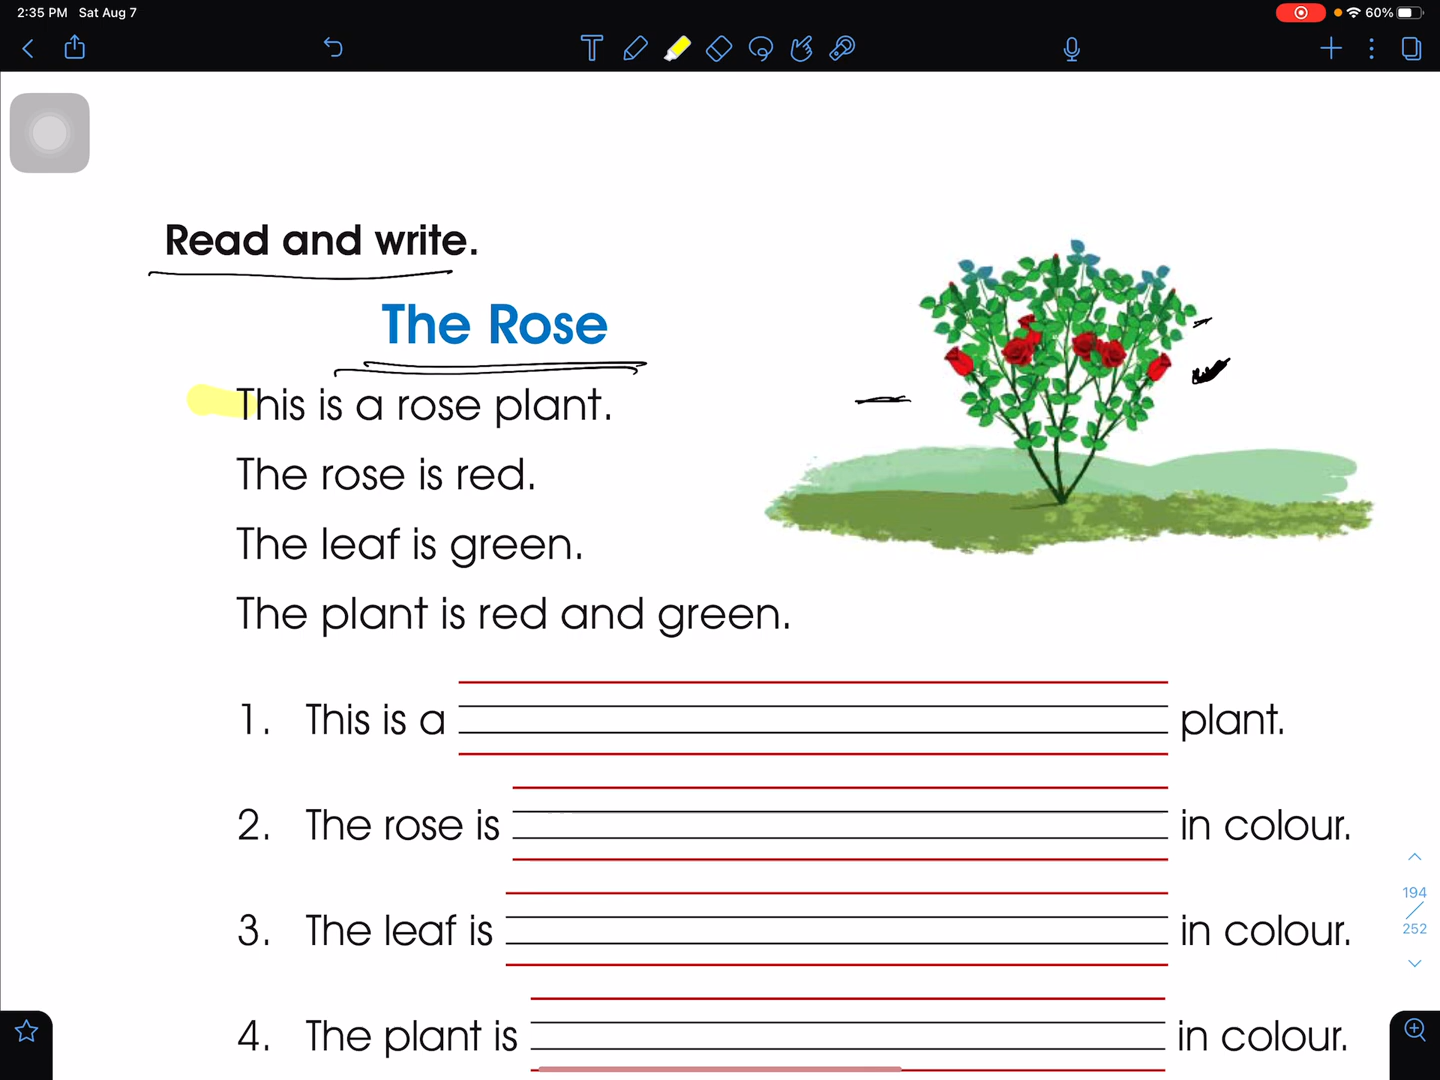 2:35 PM Sat Aug 7
60%
T
Read and write.
The Rose
This is a rose plant.
The rose is red.
The leaf is green.
The plant is red and green.
1. This is a plant.
2. The rose is in colour.
3. The leaf is in colour.
4. The plant is in colour.
194
252